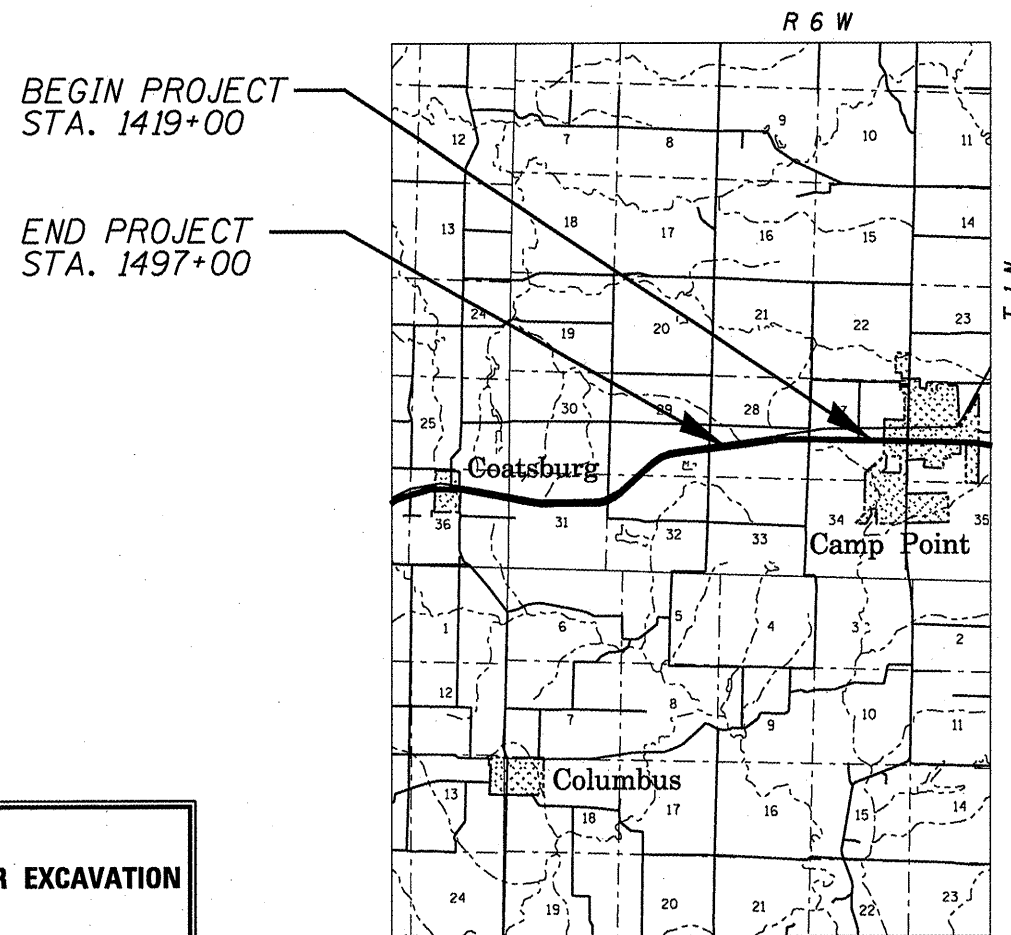 R 6 W
BEGIN PROJECT
STA. 1419+00
END PROJECT
STA. 1497+00
9
12 7 8 10 11
13 18 17 16 15 14
24 19 20 21 22 23
25 30 29 28
Coatsburg
36 31 32 33 34 35
Camp Point
1 6 5 4 3 2
12 7 8 9 10 11
Columbus
13 18 17 16 15 14
24 19 20 21 22 23
EXCAVATION